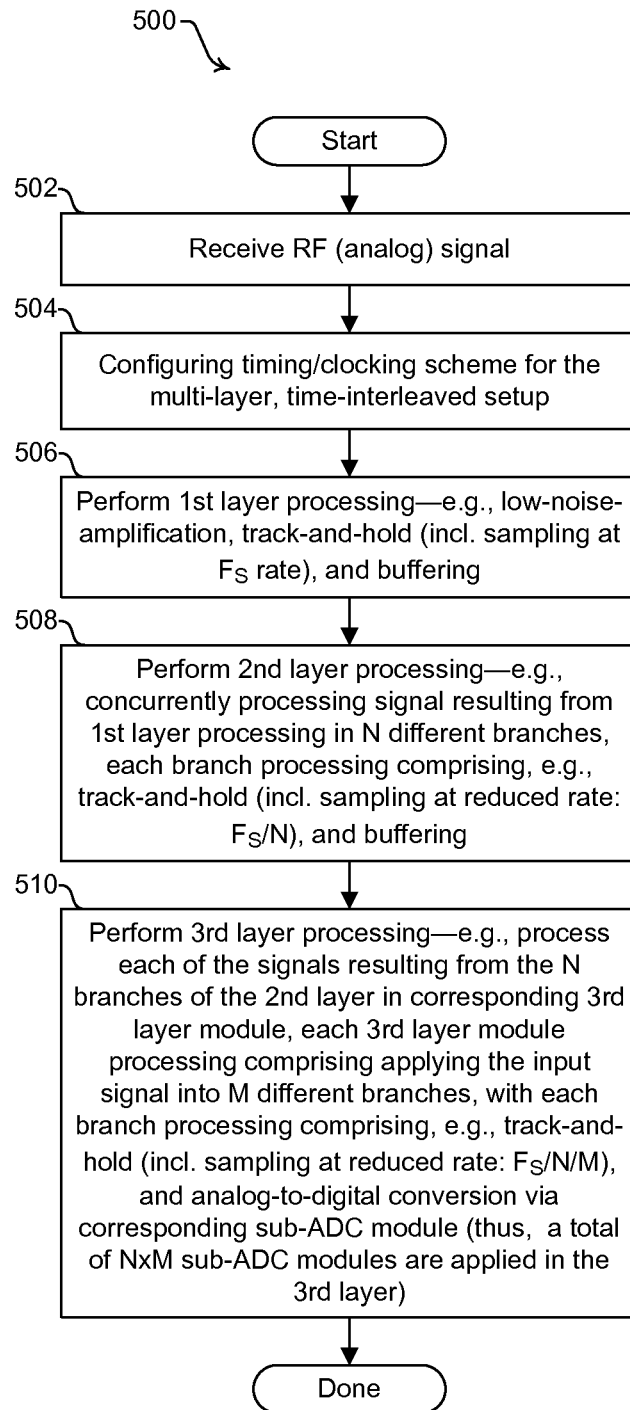 500
Start
502
Receive RF (analog) signal
504
Configuring timing/clocking scheme for the
multi-layer, time-interleaved setup
506
Perform 1st layer processing—e.g., low-noise-
amplification, track-and-hold (incl. sampling at
FS rate), and buffering
508
Perform 2nd layer processing—e.g.,
concurrently processing signal resulting from
1st layer processing in N different branches,
each branch processing comprising, e.g.,
track-and-hold (incl. sampling at reduced rate:
FS/N), and buffering
510
Perform 3rd layer processing—e.g., process
each of the signals resulting from the N
branches of the 2nd layer in corresponding 3rd
layer module, each 3rd layer module
processing comprising applying the input
signal into M different branches, with each
branch processing comprising, e.g., track-and-
hold (incl. sampling at reduced rate: FS/N/M),
and analog-to-digital conversion via
corresponding sub-ADC module (thus, a total
of NxM sub-ADC modules are applied in the
3rd layer)
Done